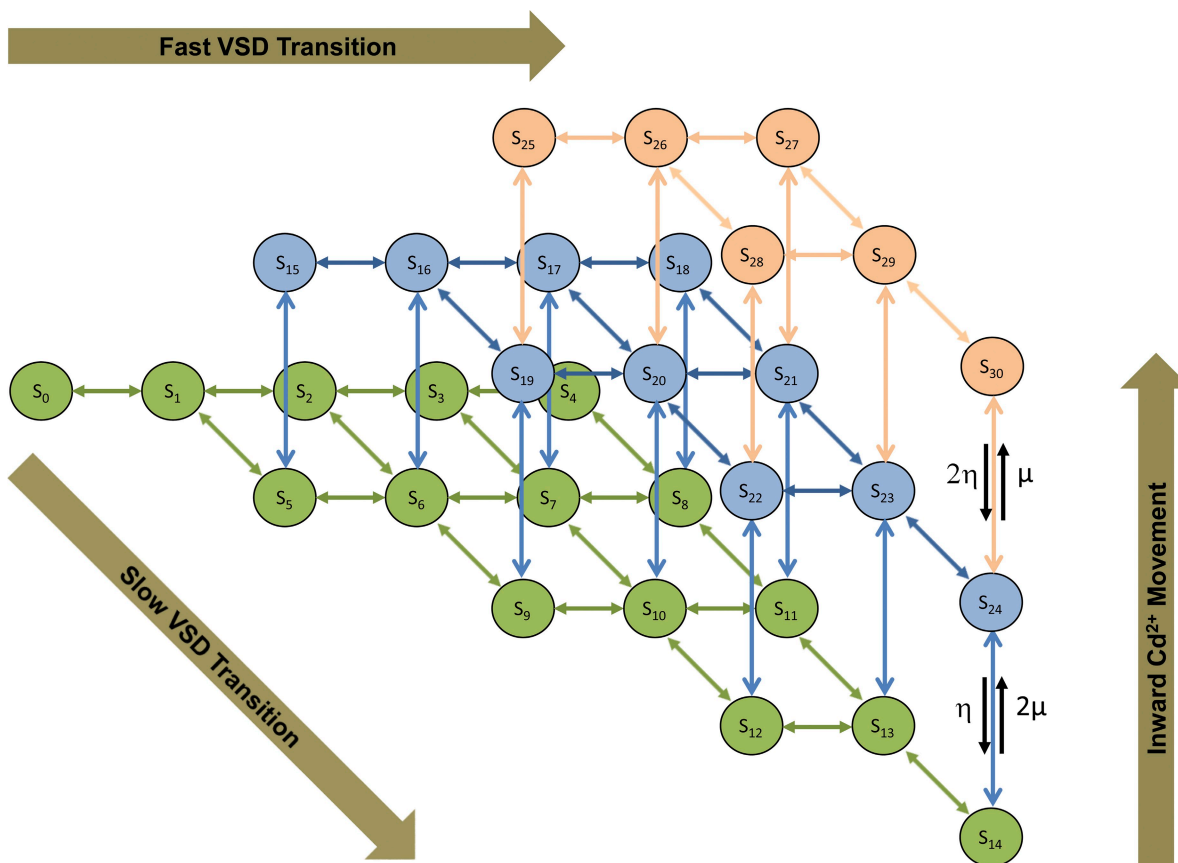 Fast VSD Transition
S25 S26 S27
S15 S16 S17 S18 S28 S29
S0 S1 S2 S3 S4 S19 S20 S21 S30
S5 S6 S7 S8 S22 S23 2η μ
S9 S10 S11 S24
S12 S13 η 2μ
S14
Slow VSD Transition
Inward Cd²⁺ Movement